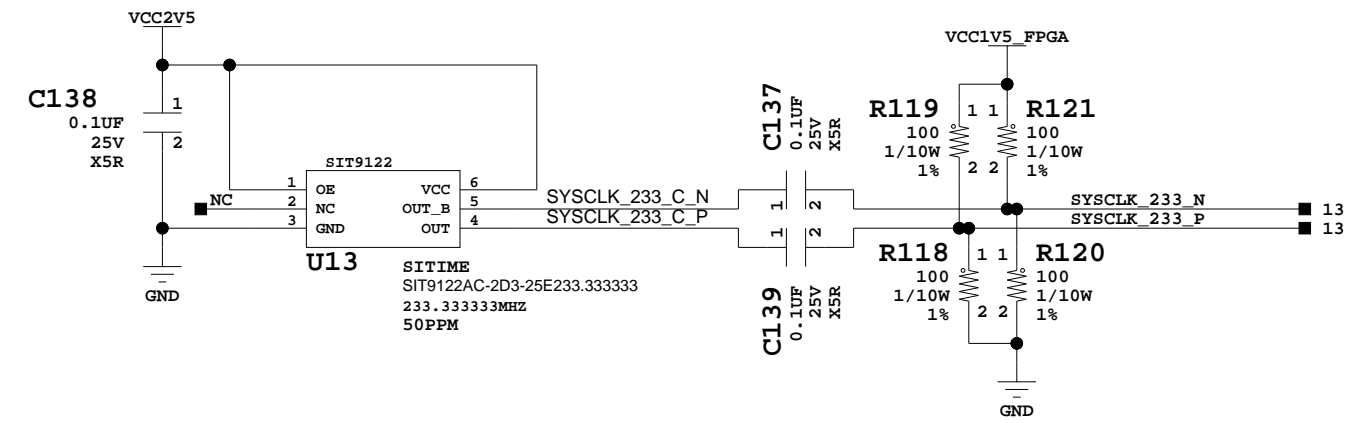 VCC2V5
C138
0.1UF
25V
X5R
1
2
NC
SIT9122
1 OE VCC 6
2 NC OUT_B 5
3 GND OUT 4
U13
SITIME
SIT9122AC-2D3-25E233.333333
233.333333MHZ
50PPM
GND
SYSCLK_233_C_N
SYSCLK_233_C_P
C137
0.1UF
25V
X5R
1 2
1 2
C139
0.1UF
25V
X5R
VCC1V5_FPGA
R119
100
1/10W
1%
1 1
2 2
R121
100
1/10W
1%
SYSCLK_233_N 13
SYSCLK_233_P 13
R118
100
1/10W
1%
1 1
2 2
R120
100
1/10W
1%
GND